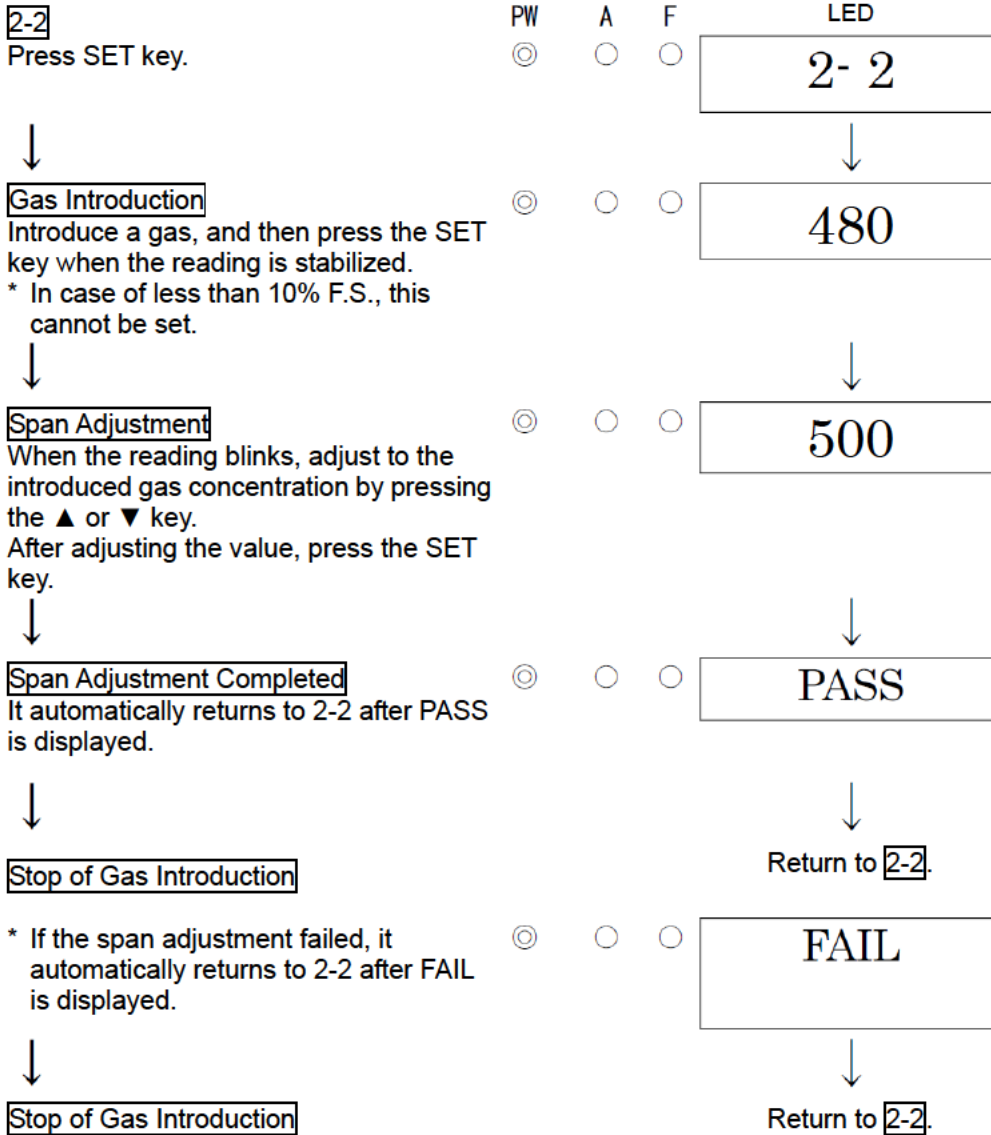 2-2 PW A F LED
Press SET key. ◎ ○ ○ 2- 2
↓ ↓
Gas Introduction ◎ ○ ○ 480
Introduce a gas, and then press the SET
key when the reading is stabilized.
* In case of less than 10% F.S., this
cannot be set.
↓ ↓
Span Adjustment ◎ ○ ○ 500
When the reading blinks, adjust to the
introduced gas concentration by pressing
the ▲ or ▼ key.
After adjusting the value, press the SET
key.
↓ ↓
Span Adjustment Completed ◎ ○ ○ PASS
It automatically returns to 2-2 after PASS
is displayed.
↓ ↓
Stop of Gas Introduction Return to 2-2.
* If the span adjustment failed, it ◎ ○ ○ FAIL
automatically returns to 2-2 after FAIL
is displayed.
↓ ↓
Stop of Gas Introduction Return to 2-2.